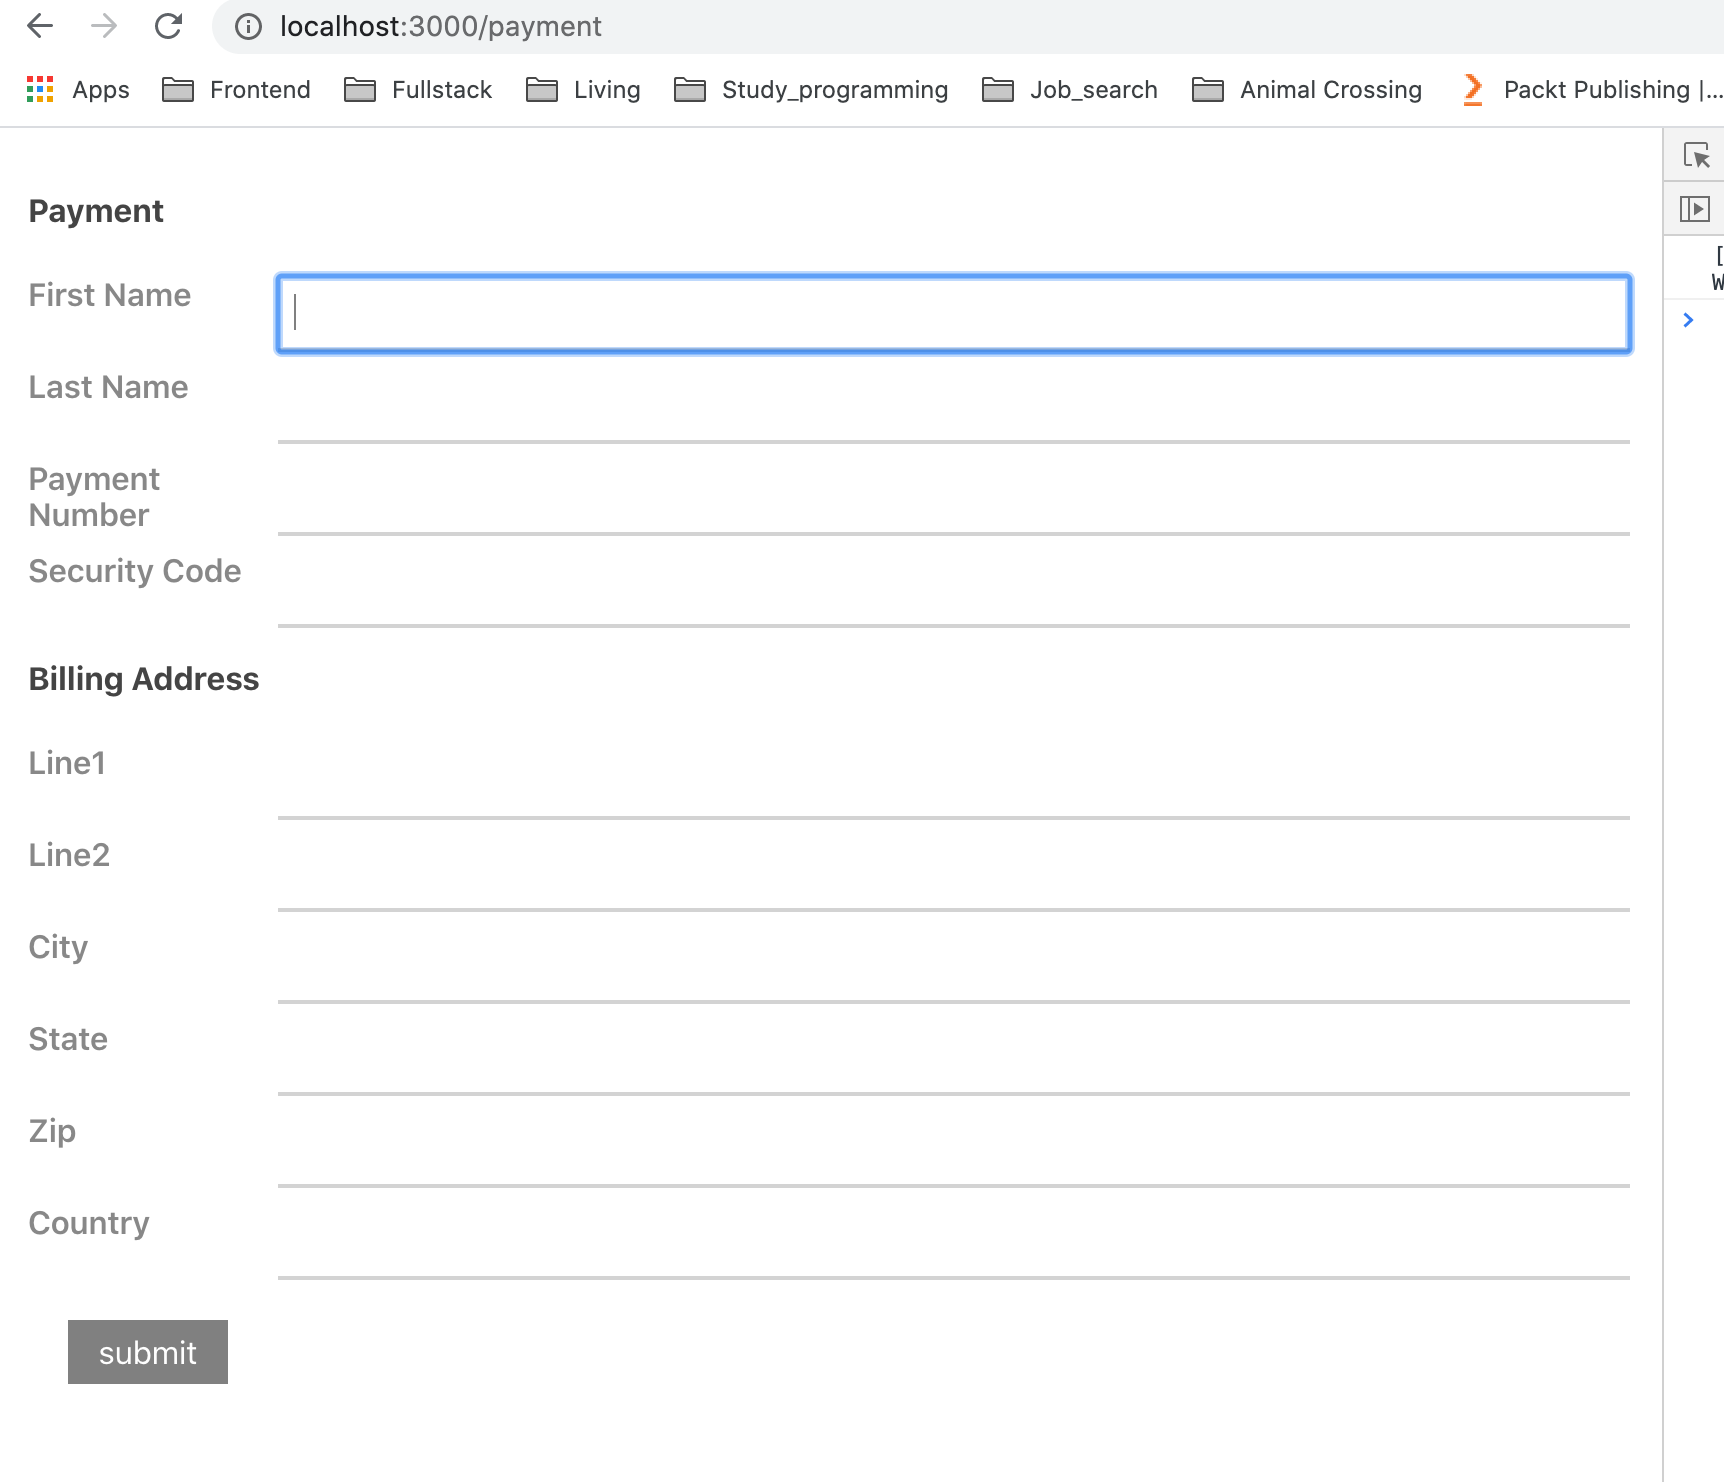 localhost:3000/payment
Apps Frontend Fullstack Living Study_programming Job_search Animal Crossing Packt Publishing |...
Payment
First Name
Last Name
Payment
Number
Security Code
Billing Address
Line1
Line2
City
State
Zip
Country
submit